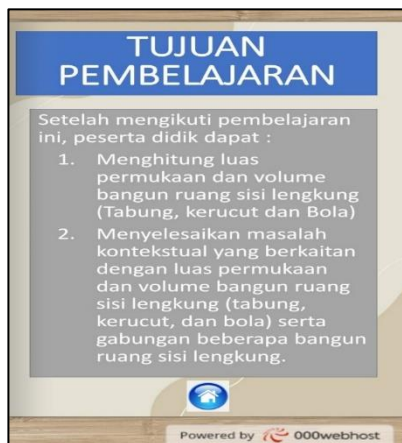 TUJUAN
PEMBELAJARAN
Setelah mengikuti pembelajaran
ini, peserta didik dapat :
1. Menghitung luas
permukaan dan volume
bangun ruang sisi lengkung
(Tabung, kerucut dan Bola)
2. Menyelesaikan masalah
kontekstual yang berkaitan
dengan luas permukaan
dan volume bangun ruang
sisi lengkung (tabung,
kerucut, dan bola) serta
gabungan beberapa bangun
ruang sisi lengkung.
Powered by 000webhost